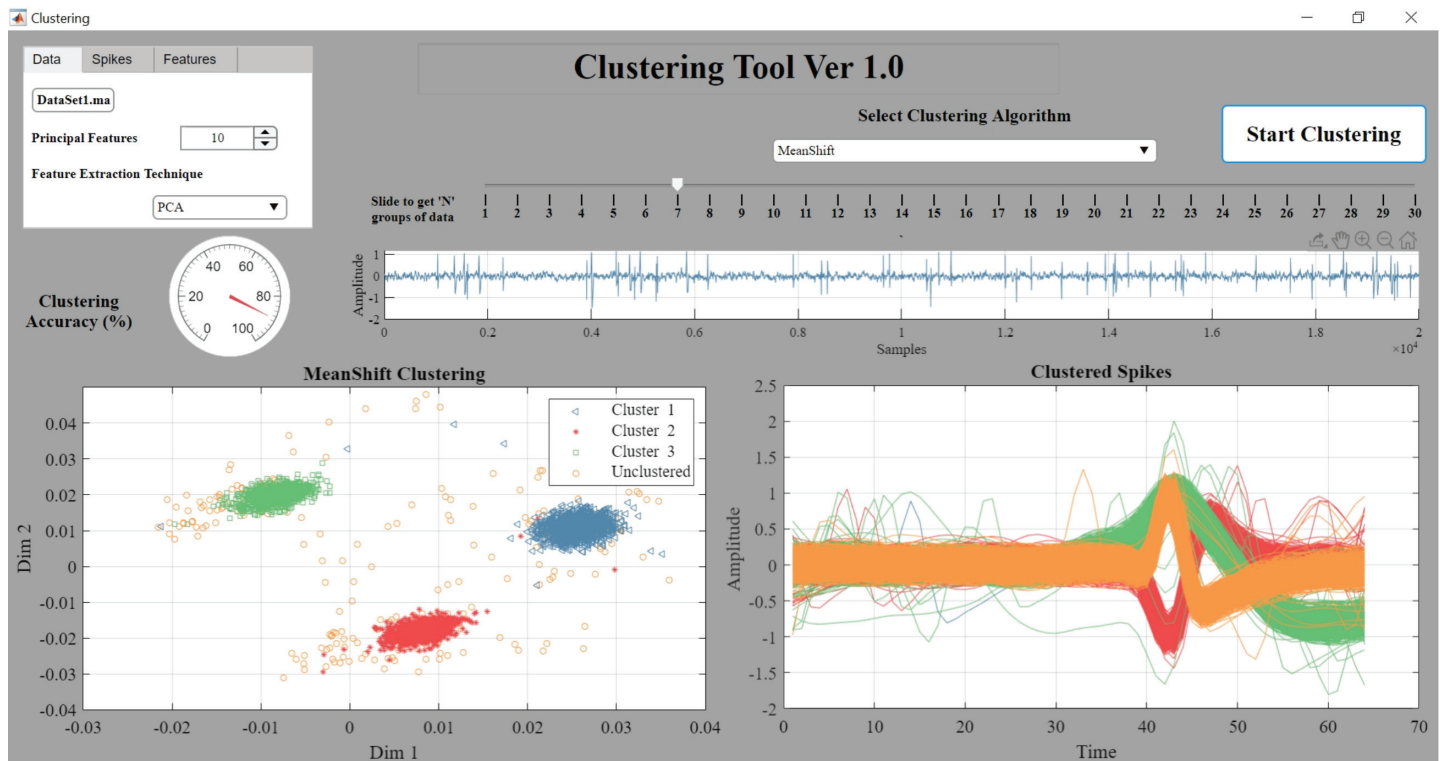 Clustering
Data Spikes Features
Clustering Tool Ver 1.0
DataSet1.ma
Principal Features 10
Feature Extraction Technique
PCA
Select Clustering Algorithm
MeanShift
Start Clustering
Slide to get 'N'
groups of data
1 2 3 4 5 6 7 8 9 10 11 12 13 14 15 16 17 18 19 20 21 22 23 24 25 26 27 28 29 30
Clustering
Accuracy (%)
0 20 40 60 80 100
Amplitude
1
0
-1
-2
0 0.2 0.4 0.6 0.8 1 1.2 1.4 1.6 1.8 2
Samples
×10⁴
MeanShift Clustering
Cluster 1
Cluster 2
Cluster 3
Unclustered
Dim 2
0.04
0.03
0.02
0.01
0
-0.01
-0.02
-0.03
-0.04
-0.03 -0.02 -0.01 0 0.01 0.02 0.03 0.04
Dim 1
Clustered Spikes
Amplitude
2.5
2
1.5
1
0.5
0
-0.5
-1
-1.5
-2
0 10 20 30 40 50 60 70
Time